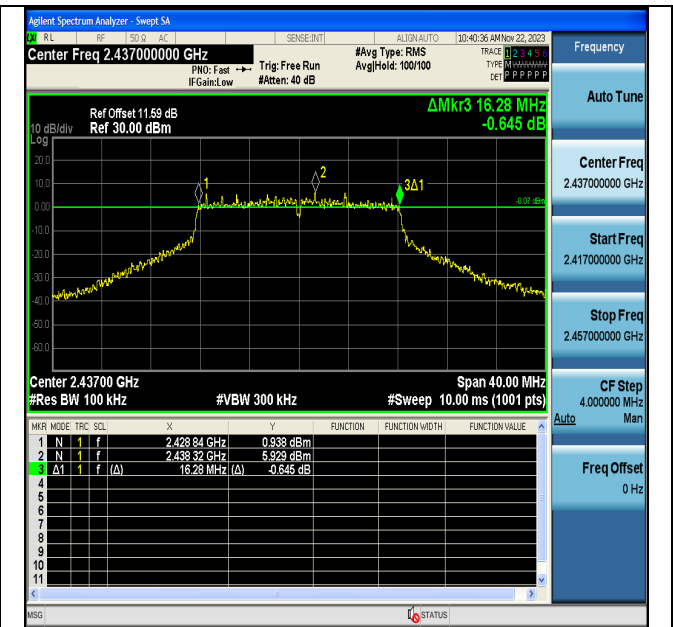 Agilent Spectrum Analyzer - Swept SA
LXI RL RF 50 Ω AC SENSE:INT ALIGN AUTO 10:40:36 AM Nov 22, 2023
Center Freq 2.437000000 GHz
PNO: Fast
IFGain:Low
Trig: Free Run
#Atten: 40 dB
#Avg Type: RMS
Avg|Hold: 100/100
TRACE 1 2 3 4 5 6
TYPE M
DET P P P P P P
ΔMkr3 16.28 MHz
-0.645 dB
Ref Offset 11.59 dB
10 dB/div Ref 30.00 dBm
Log
20.0
10.0
0.00
-10.0
-20.0
-30.0
-40.0
-50.0
-60.0
1
2
3Δ1
-0.07 dBm
Center 2.43700 GHz Span 40.00 MHz
#Res BW 100 kHz #VBW 300 kHz #Sweep 10.00 ms (1001 pts)
MKR MODE TRC SCL X Y FUNCTION FUNCTION WIDTH FUNCTION VALUE
1 N 1 f 2.428 84 GHz 0.938 dBm
2 N 1 f 2.438 32 GHz 5.929 dBm
3 Δ1 1 f (Δ) 16.28 MHz (Δ) -0.645 dB
4
5
6
7
8
9
10
11
MSG STATUS
Frequency
Auto Tune
Center Freq
2.437000000 GHz
Start Freq
2.417000000 GHz
Stop Freq
2.457000000 GHz
CF Step
4.000000 MHz
Auto Man
Freq Offset
0 Hz